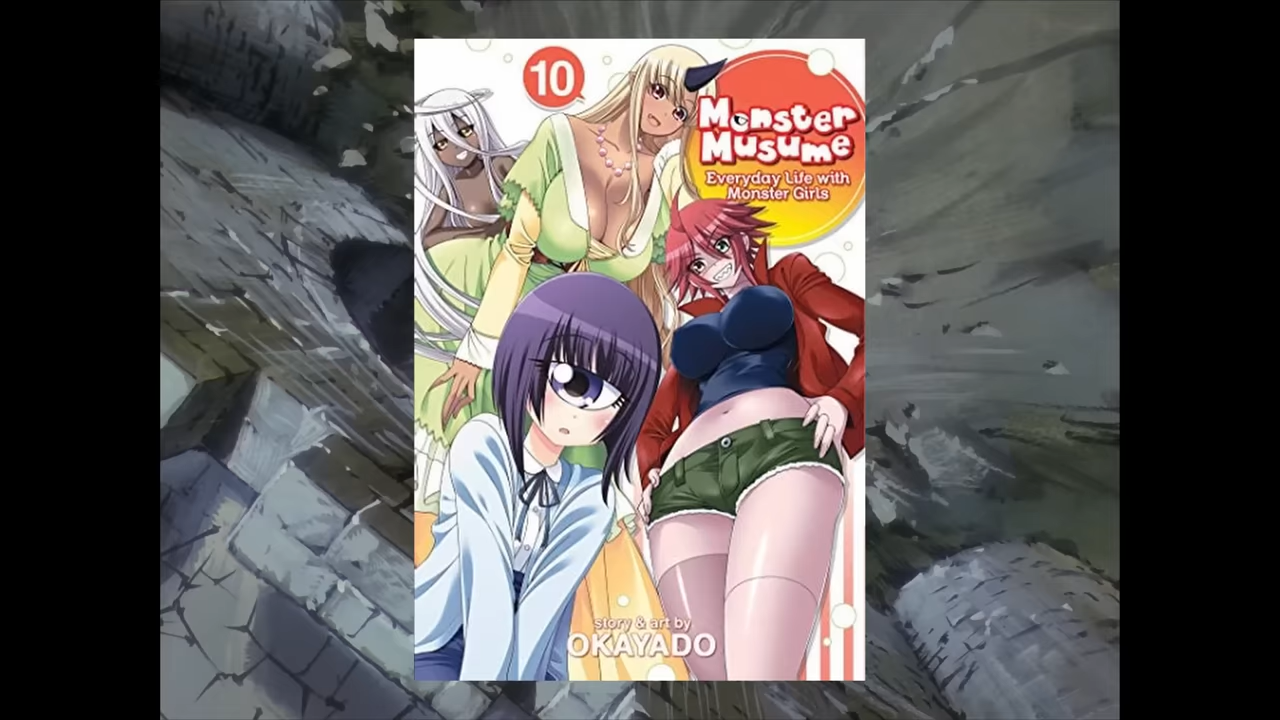 10
Monster
Musume
Everyday Life with
Monster Girls
story & art by
OKAYADO